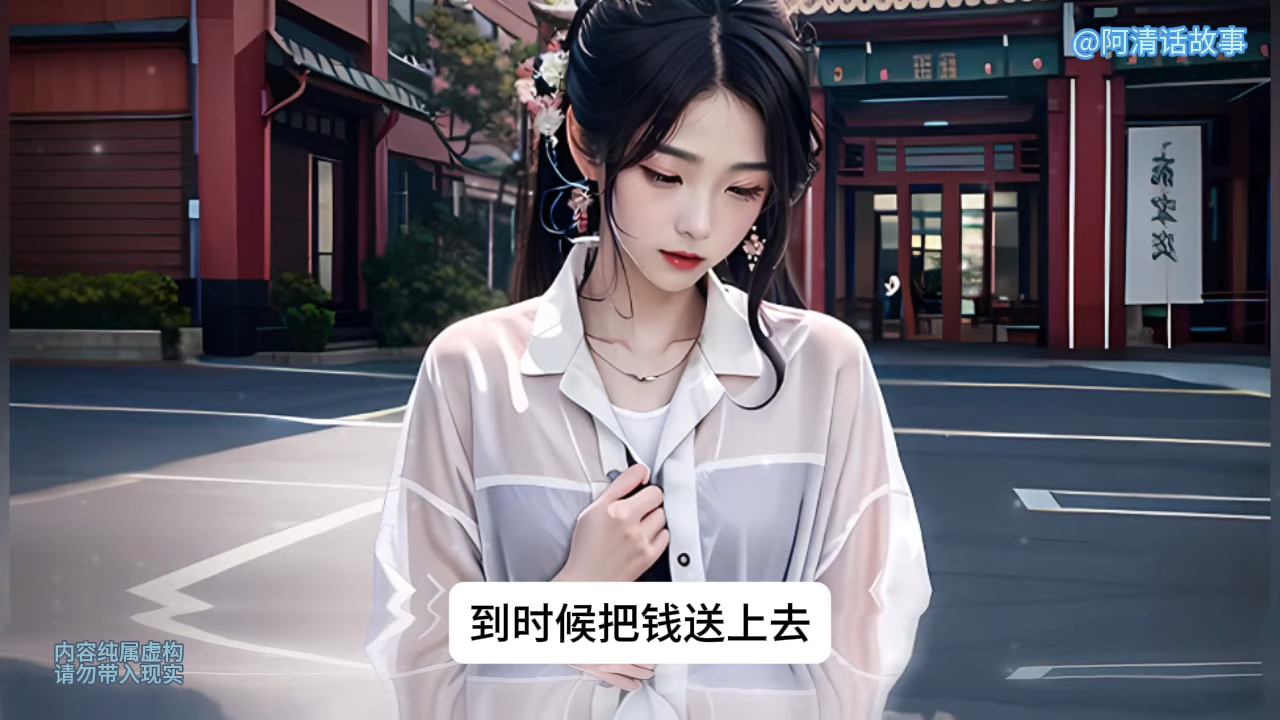 @阿清话故事
到时候把钱送上去
内容纯属虚构
请勿带入现实